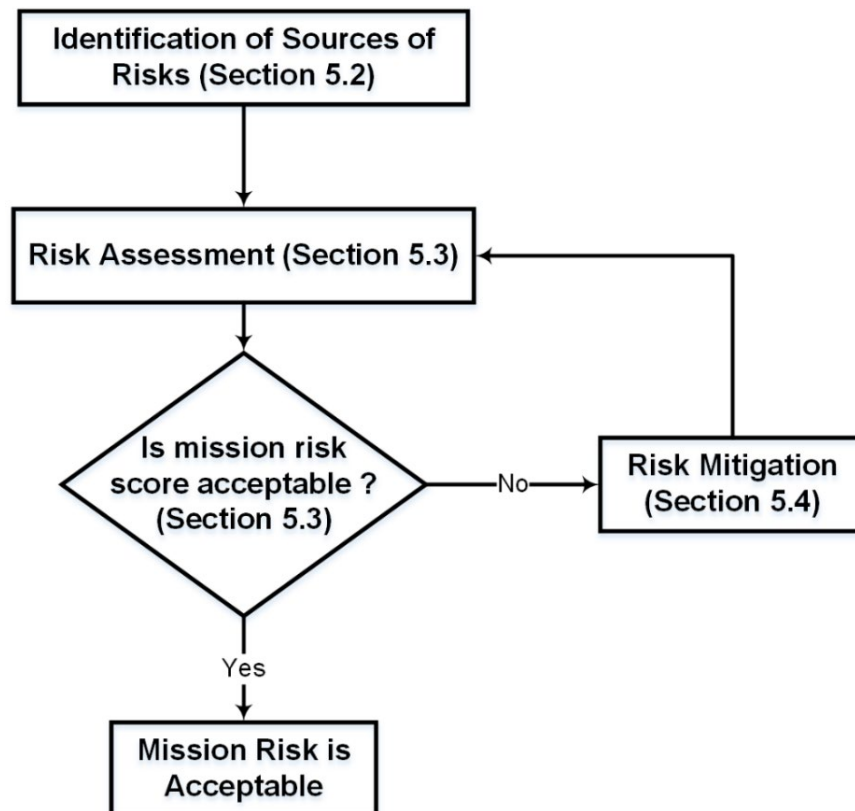 Identification of Sources of
Risks (Section 5.2)
Risk Assessment (Section 5.3)
Is mission risk
score acceptable ?
(Section 5.3)
No
Risk Mitigation
(Section 5.4)
Yes
Mission Risk is
Acceptable